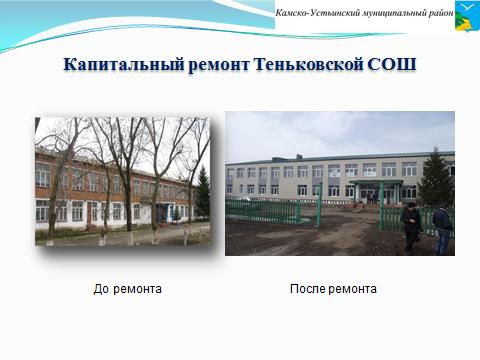 Камско-Устьинский муниципальный район
Капитальный ремонт Теньковской СОШ
До ремонта
После ремонта